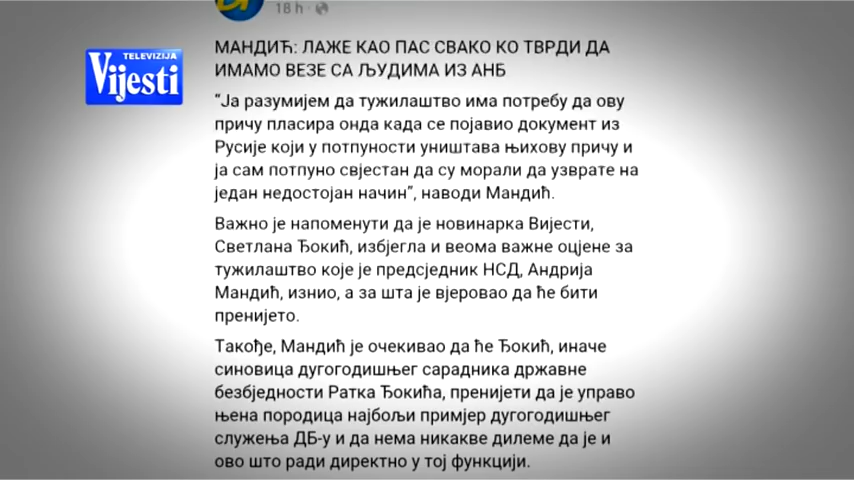 18 h
TELEVIZIJA
Vijesti
МАНДИЋ: ЛАЖЕ КАО ПАС СВАКО КО ТВРДИ ДА
ИМАМО ВЕЗЕ СА ЉУДИМА ИЗ АНБ
“Ја разумијем да тужилаштво има потребу да ову
причу пласира онда када се појавио документ из
Русије који у потпуности уништава њихову причу и
ја сам потпуно свјестан да су морали да узврате на
један недостојан начин”, наводи Мандић.
Важно је напоменути да је новинарка Вијести,
Светлана Ђокић, избјегла и веома важне оцјене за
тужилаштво које је предсједник НСД, Андрија
Мандић, изнио, а за шта је вјеровао да ће бити
пренијето.
Такође, Мандић је очекивао да ће Ђокић, иначе
синовица дугогодишњег сарадника државне
безбједности Ратка Ђокића, пренијети да је управо
њена породица најбољи примјер дугогодишњег
служења ДБ-у и да нема никакве дилеме да је и
ово што ради директно у тој функцији.